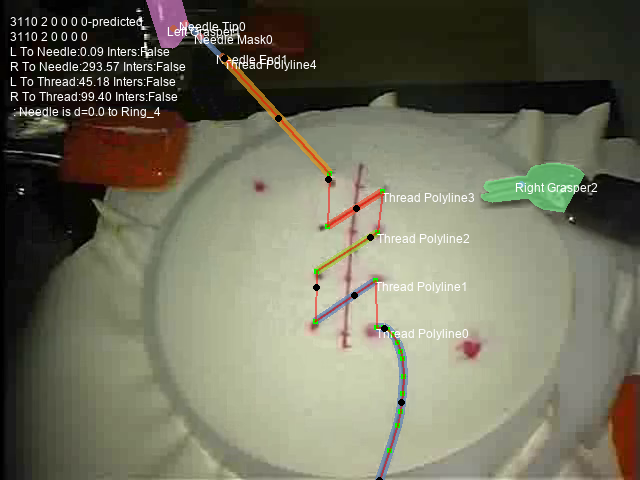 3110 2 0 0 0 0-predicted
3110 2 0 0 0 0
L To Needle:0.09 Inters:False
R To Needle:293.57 Inters:False
L To Thread:45.18 Inters:False
R To Thread:99.40 Inters:False
: Needle is d=0.0 to Ring_4
Needle Tip0
Left Grasper1
Needle Mask0
Needle End1
Thread Polyline4
Right Grasper2
Thread Polyline3
Thread Polyline2
Thread Polyline1
Thread Polyline0